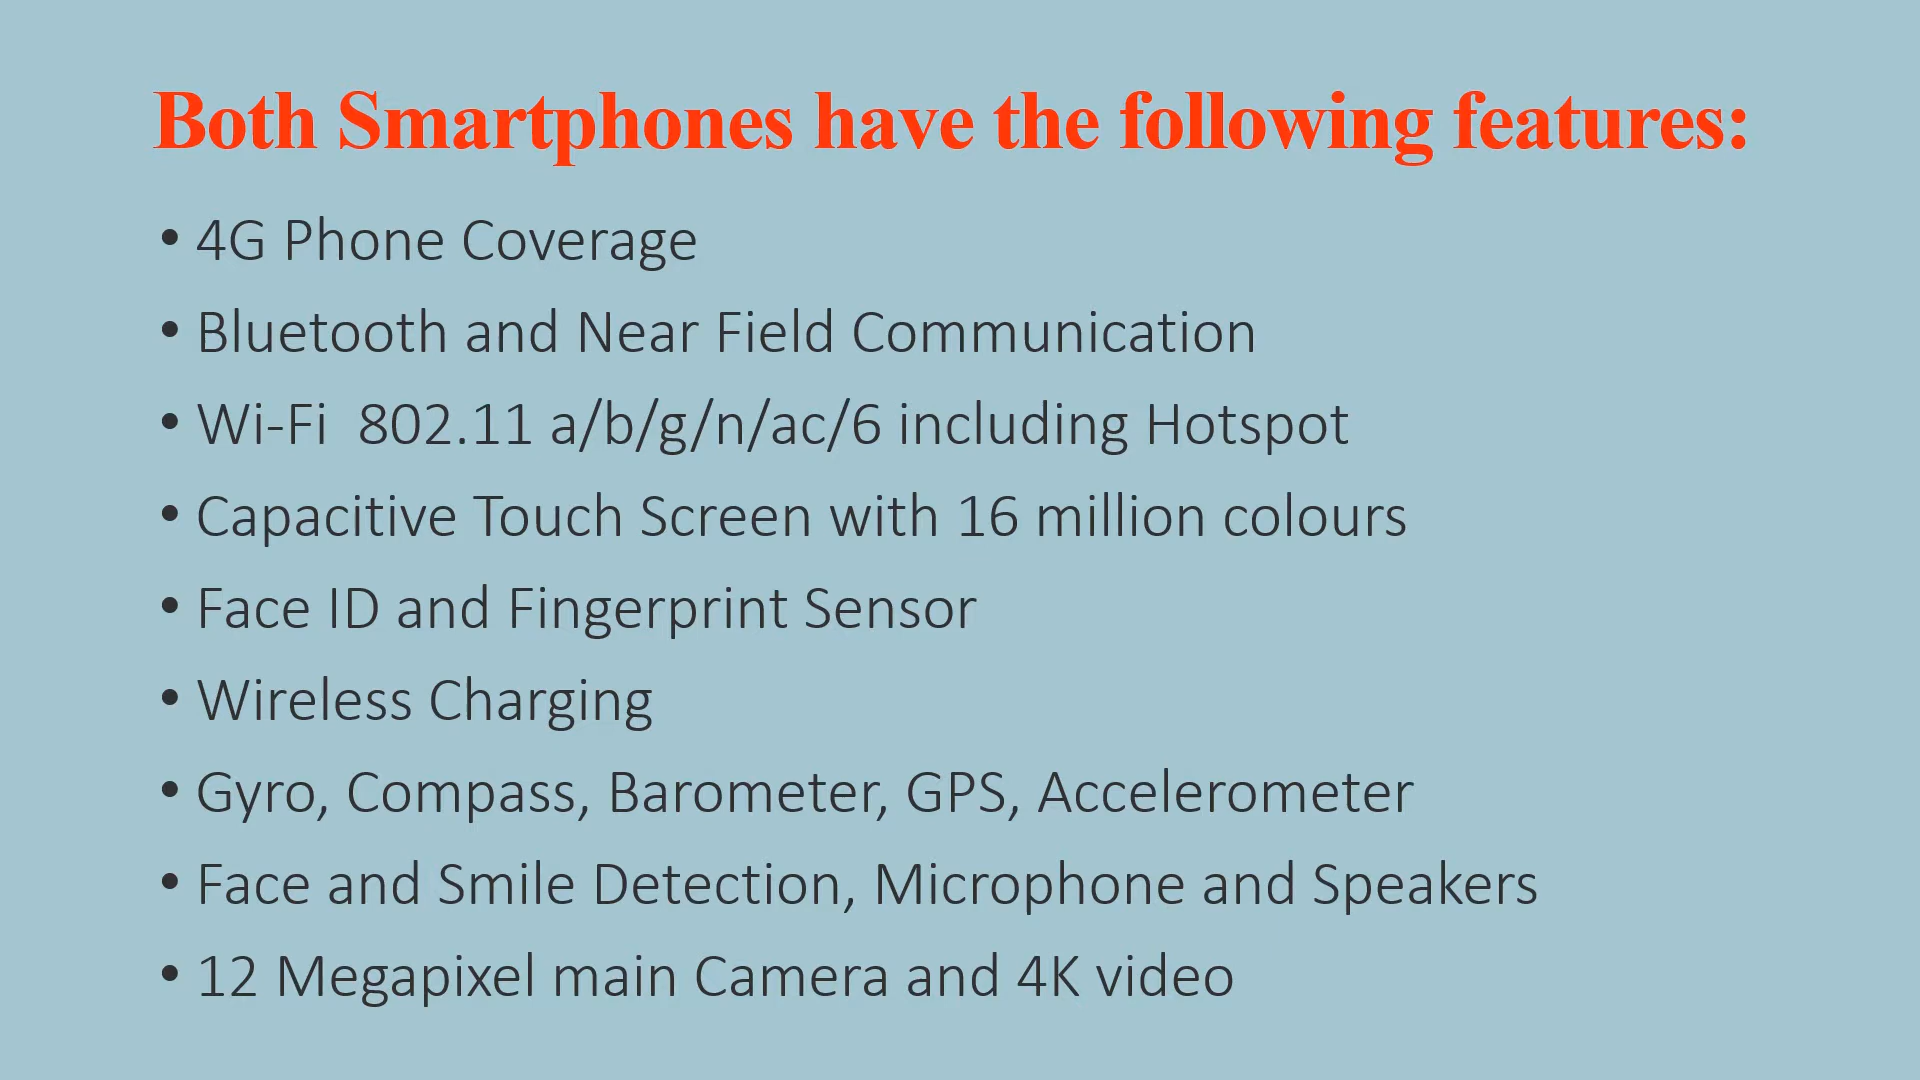 Both Smartphones have the following features:
• 4G Phone Coverage
• Bluetooth and Near Field Communication
• Wi-Fi  802.11 a/b/g/n/ac/6 including Hotspot
• Capacitive Touch Screen with 16 million colours
• Face ID and Fingerprint Sensor
• Wireless Charging
• Gyro, Compass, Barometer, GPS, Accelerometer
• Face and Smile Detection, Microphone and Speakers
• 12 Megapixel main Camera and 4K video